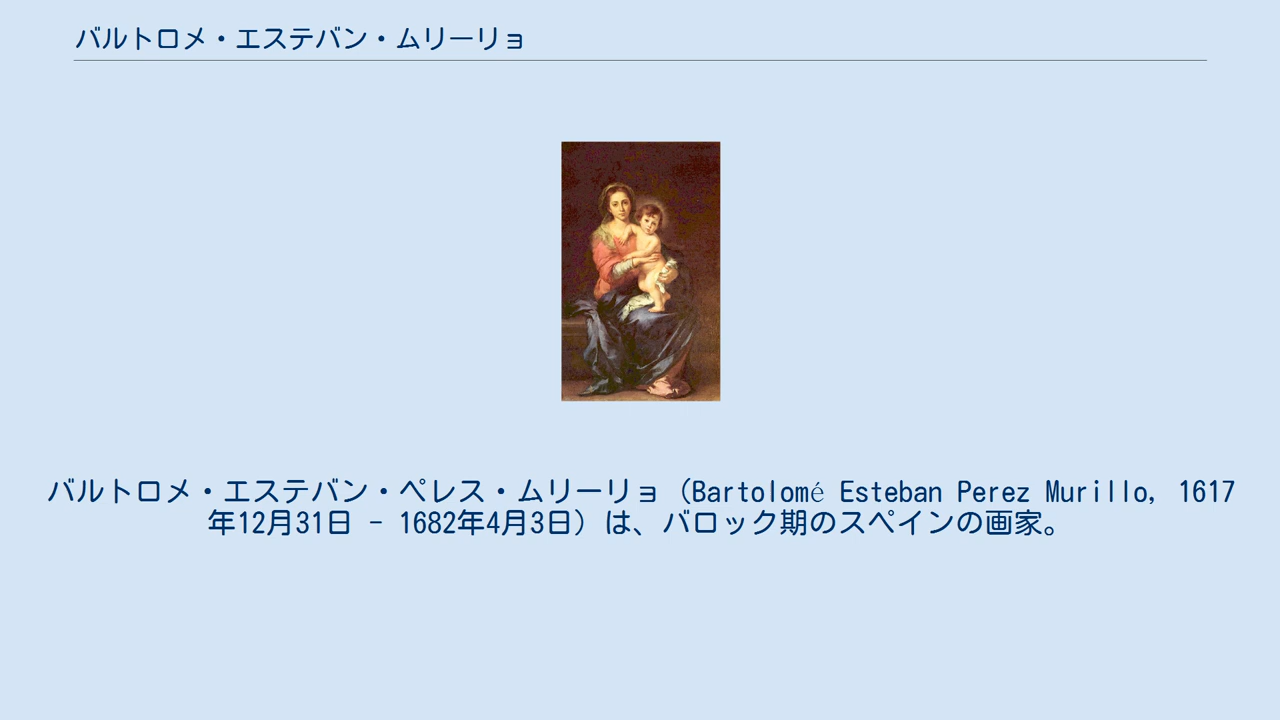 バルトロメ・エステバン・ムリーリョ
バルトロメ・エステバン・ペレス・ムリーリョ（Bartolomé Esteban Perez Murillo, 1617
年12月31日 - 1682年4月3日）は、バロック期のスペインの画家。